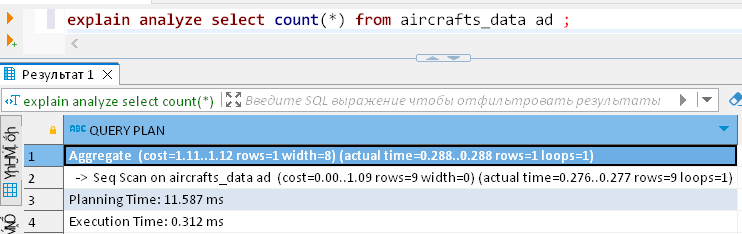 explain analyze select count(*) from aircrafts_data ad ;
Результат 1
explain analyze select count(*)
Введите SQL выражение чтобы отфильтровать результаты
ABC QUERY PLAN
1 Aggregate (cost=1.11..1.12 rows=1 width=8) (actual time=0.288..0.288 rows=1 loops=1)
2 -> Seq Scan on aircrafts_data ad (cost=0.00..1.09 rows=9 width=0) (actual time=0.276..0.277 rows=9 loops=1)
3 Planning Time: 11.587 ms
4 Execution Time: 0.312 ms